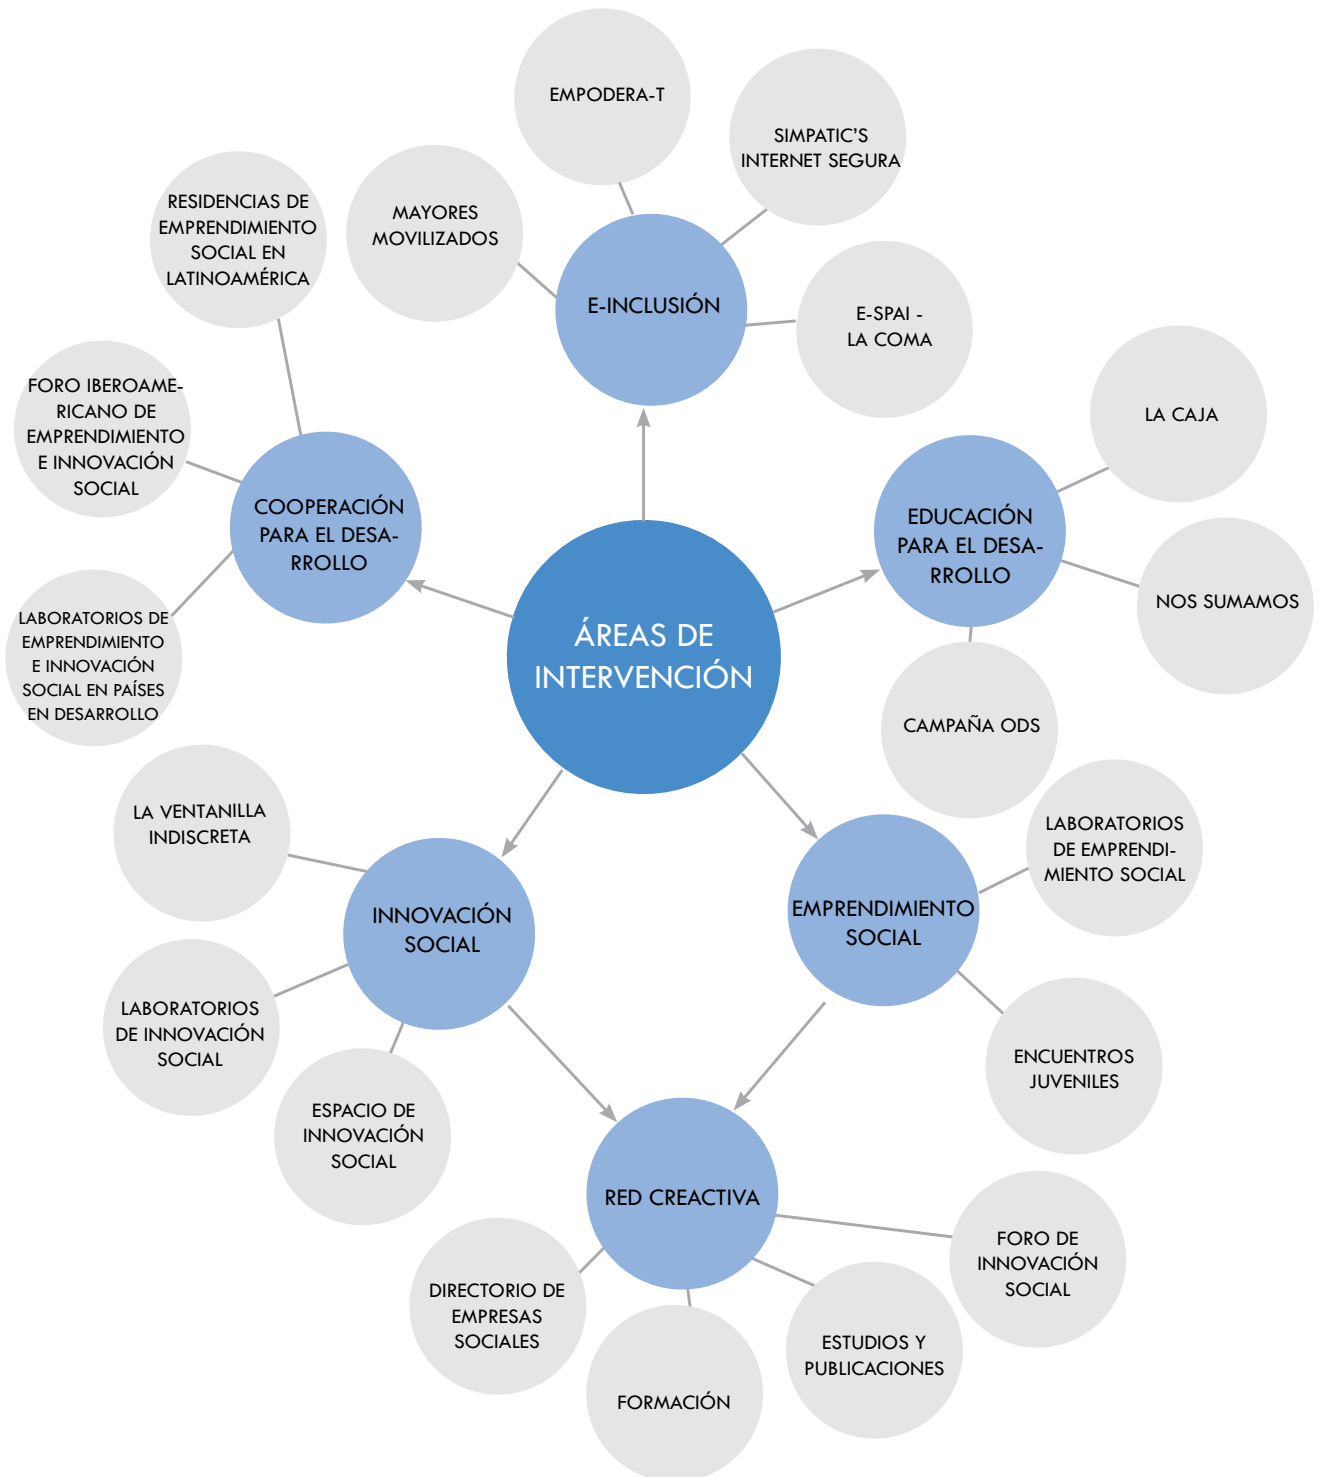 EMPODERA-T
SIMPATIC'S
INTERNET SEGURA
RESIDENCIAS DE
EMPRENDIMIENTO
SOCIAL EN
LATINOAMÉRICA
MAYORES
MOVILIZADOS
E-INCLUSIÓN
E-SPAI -
LA COMA
FORO IBEROAME-
RICANO DE
EMPRENDIMIENTO
E INNOVACIÓN
SOCIAL
LA CAJA
COOPERACIÓN
PARA EL DESA-
RROLLO
EDUCACIÓN
PARA EL DESA-
RROLLO
NOS SUMAMOS
LABORATORIOS DE
EMPRENDIMIENTO
E INNOVACIÓN
SOCIAL EN PAÍSES
EN DESARROLLO
ÁREAS DE
INTERVENCIÓN
CAMPAÑA ODS
LA VENTANILLA
INDISCRETA
LABORATORIOS
DE EMPRENDI-
MIENTO SOCIAL
INNOVACIÓN
SOCIAL
EMPRENDIMIENTO
SOCIAL
LABORATORIOS
DE INNOVACIÓN
SOCIAL
ENCUENTROS
JUVENILES
ESPACIO DE
INNOVACIÓN
SOCIAL
RED CREACTIVA
FORO DE
INNOVACIÓN
SOCIAL
DIRECTORIO DE
EMPRESAS
SOCIALES
ESTUDIOS Y
PUBLICACIONES
FORMACIÓN